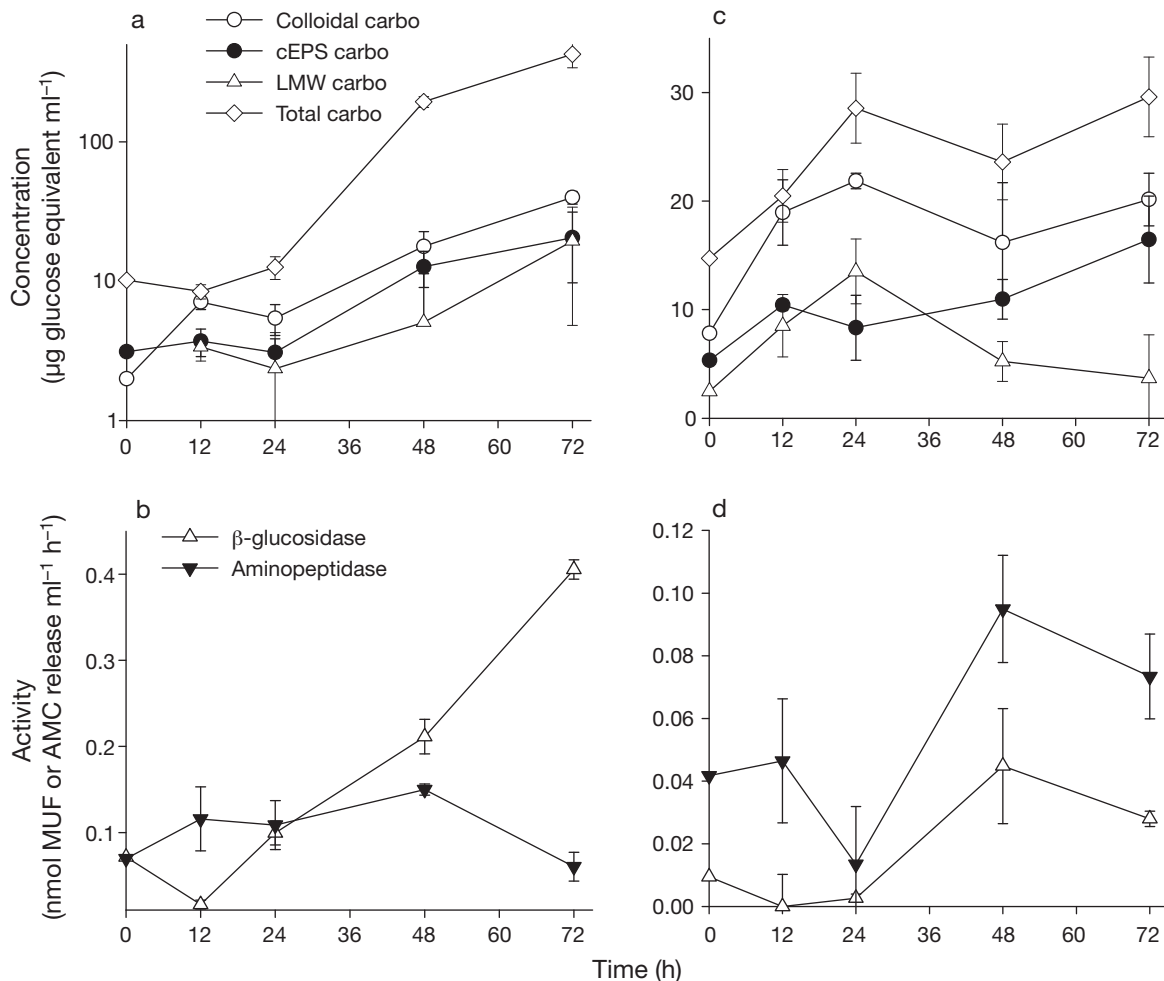 a
Colloidal carbo
cEPS carbo
LMW carbo
Total carbo
100
10
1
0 12 24 36 48 60 72
Concentration
(µg glucose equivalent ml⁻¹)
c
30
20
10
0
0 12 24 36 48 60 72
b
β-glucosidase
Aminopeptidase
0.4
0.3
0.2
0.1
0 12 24 36 48 60 72
Activity
(nmol MUF or AMC release ml⁻¹ h⁻¹)
d
0.12
0.10
0.08
0.06
0.04
0.02
0.00
0 12 24 36 48 60 72
Time (h)